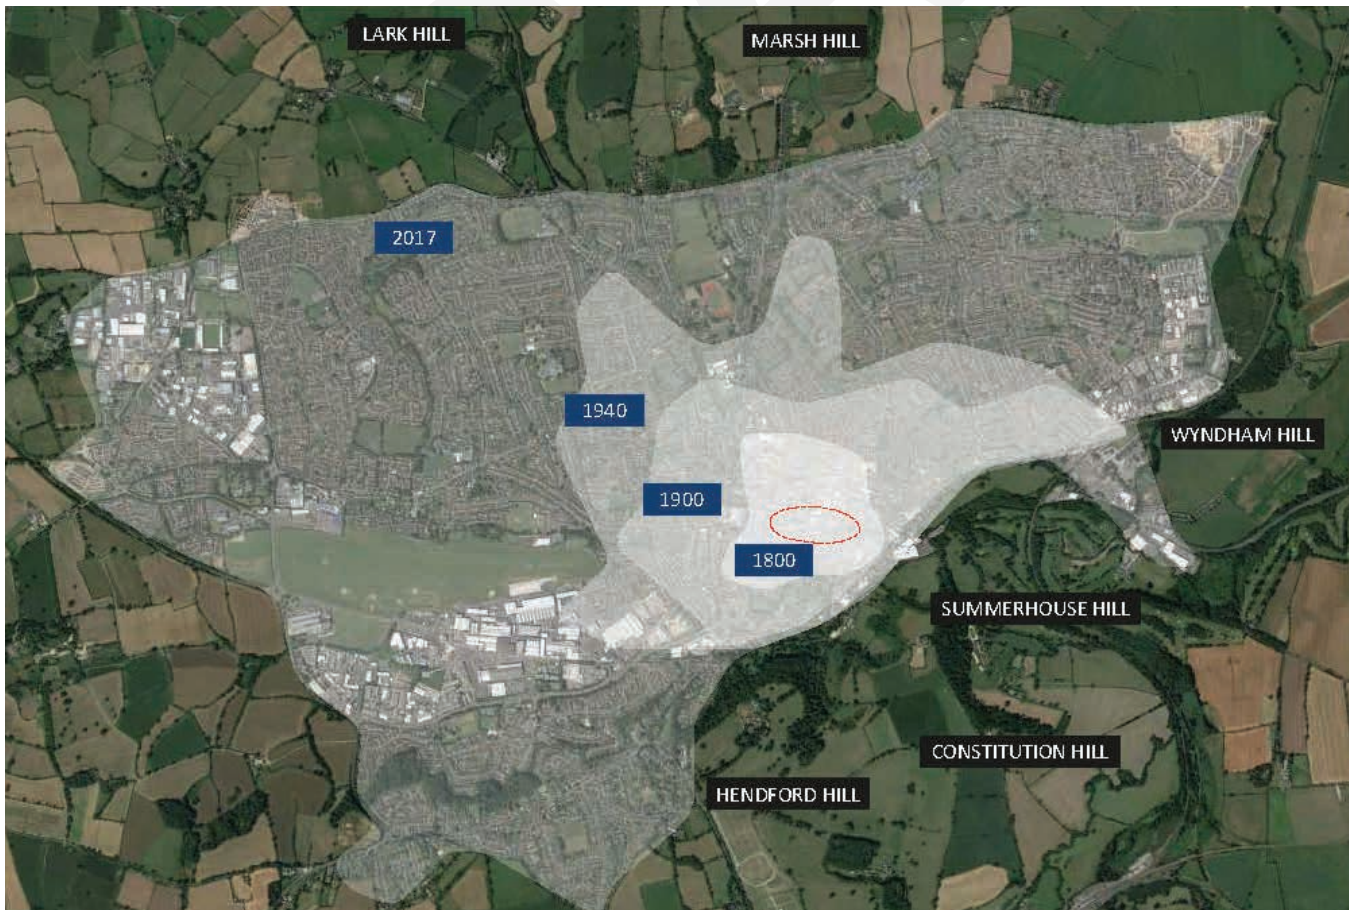 LARK HILL
MARSH HILL
2017
1940
WYNDHAM HILL
1900
1800
SUMMERHOUSE HILL
CONSTITUTION HILL
HENDFORD HILL